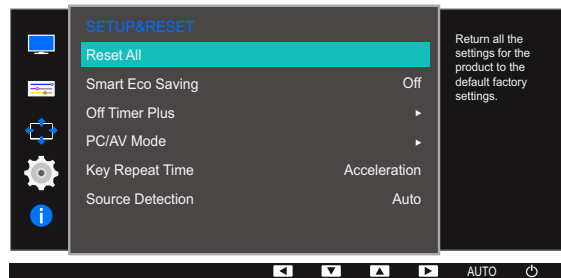 SETUP&RESET
Reset All
Smart Eco Saving Off
Off Timer Plus
PC/AV Mode
Key Repeat Time Acceleration
Source Detection Auto
Return all the
settings for the
product to the
default factory
settings.
AUTO